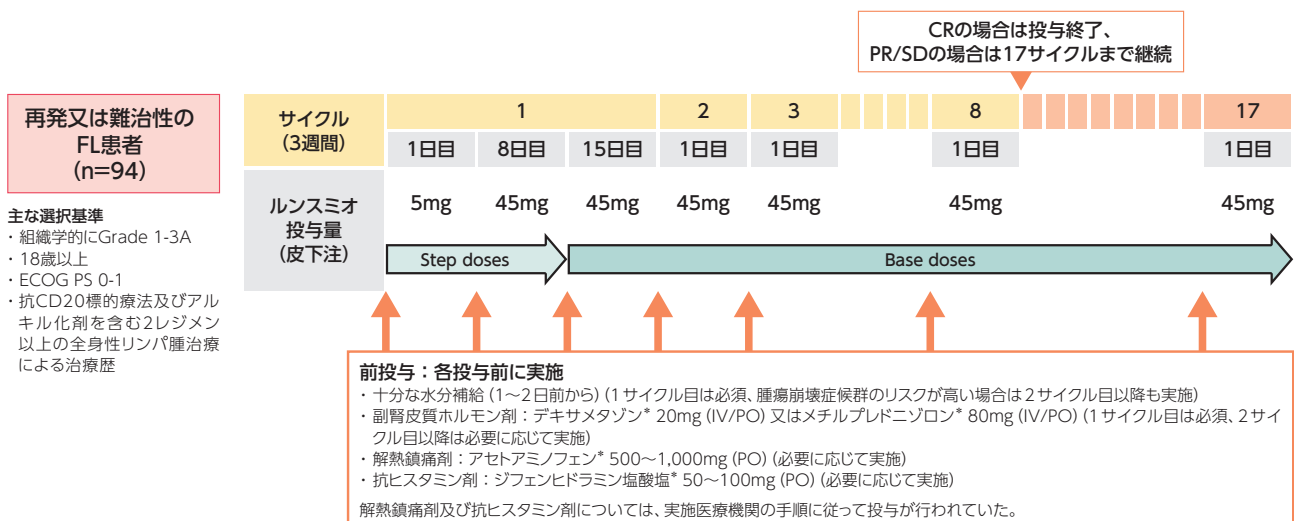 CRの場合は投与終了、
PR/SDの場合は17サイクルまで継続
再発又は難治性の
FL患者
(n=94)
主な選択基準
・組織学的にGrade 1-3A
・18歳以上
・ECOG PS 0-1
・抗CD20標的療法及びアル
キル化剤を含む2レジメン
以上の全身性リンパ腫治療
による治療歴
サイクル
(3週間)
1 2 3 8 17
1日目 8日目 15日目 1日目 1日目 1日目 1日目
ルンスミオ
投与量
(皮下注)
5mg 45mg 45mg 45mg 45mg 45mg 45mg
Step doses Base doses
前投与：各投与前に実施
・十分な水分補給 (1～2日前から) (1サイクル目は必須、腫瘍崩壊症候群のリスクが高い場合は2サイクル目以降も実施)
・副腎皮質ホルモン剤：デキサメタゾン* 20mg (IV/PO) 又はメチルプレドニゾロン* 80mg (IV/PO) (1サイクル目は必須、2サイ
クル目以降は必要に応じて実施)
・解熱鎮痛剤：アセトアミノフェン* 500～1,000mg (PO) (必要に応じて実施)
・抗ヒスタミン剤：ジフェンヒドラミン塩酸塩* 50～100mg (PO) (必要に応じて実施)
解熱鎮痛剤及び抗ヒスタミン剤については、実施医療機関の手順に従って投与が行われていた。